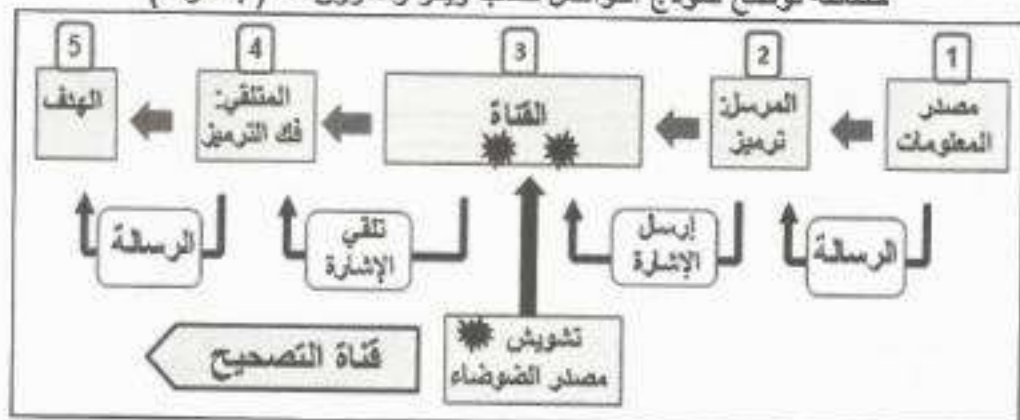 1
2
3
4
5
مصدر
المعلومات
المرسل:
ترميز
القناة
المتلقي:
فك الترميز
الهدف
الرسالة
إرسل
الإشارة
تلقي
الإشارة
الرسالة
تشويش
مصدر الضوضاء
قناة التصحيح